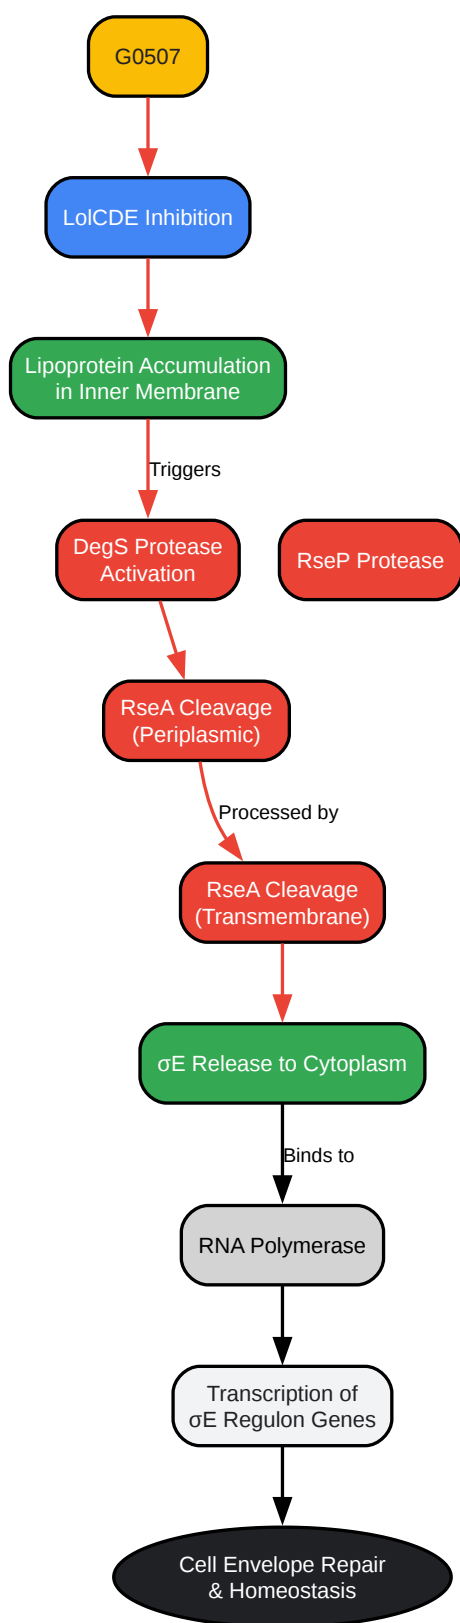 G0507
LolCDE Inhibition
Lipoprotein Accumulation
in Inner Membrane
Triggers
DegS Protease
Activation
RseP Protease
RseA Cleavage
(Periplasmic)
Processed by
RseA Cleavage
(Transmembrane)
σE Release to Cytoplasm
Binds to
RNA Polymerase
Transcription of
σE Regulon Genes
Cell Envelope Repair
& Homeostasis